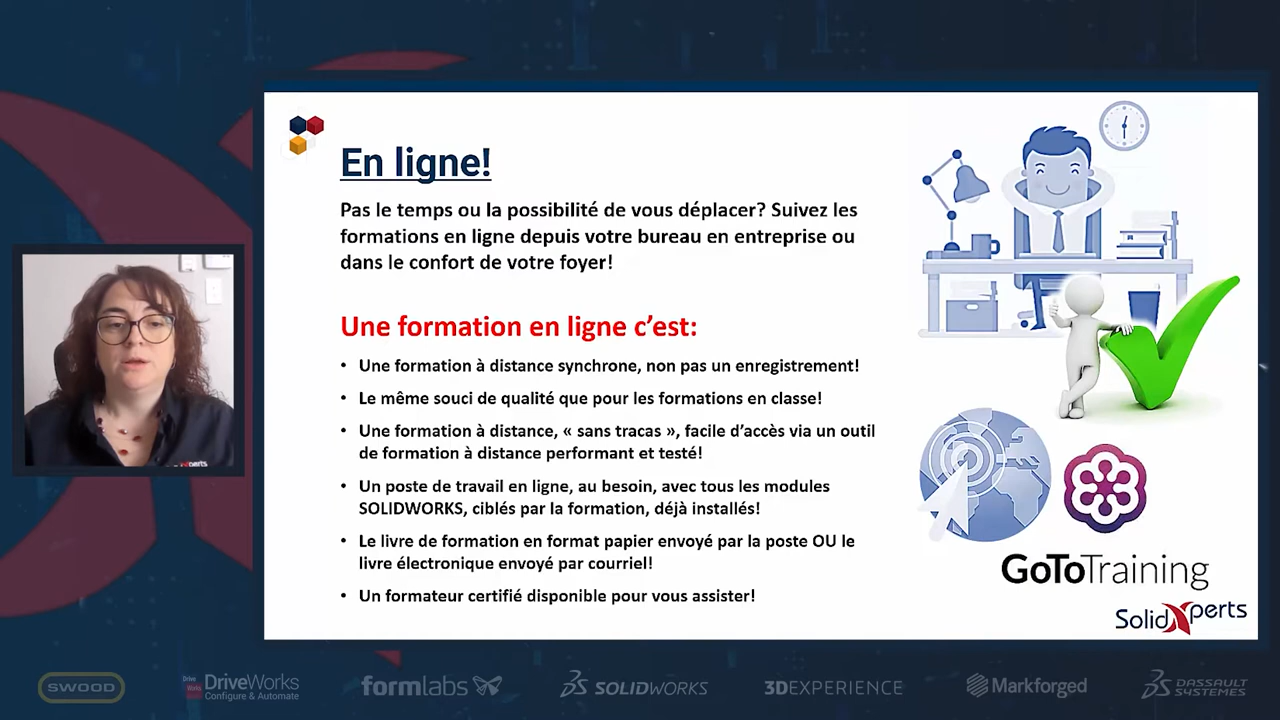 En ligne!
Pas le temps ou la possibilité de vous déplacer? Suivez les
formations en ligne depuis votre bureau en entreprise ou
dans le confort de votre foyer!
Une formation en ligne c’est:
• Une formation à distance synchrone, non pas un enregistrement!
• Le même souci de qualité que pour les formations en classe!
• Une formation à distance, « sans tracas », facile d’accès via un outil
de formation à distance performant et testé!
• Un poste de travail en ligne, au besoin, avec tous les modules
SOLIDWORKS, ciblés par la formation, déjà installés!
• Le livre de formation en format papier envoyé par la poste OU le
livre électronique envoyé par courriel!
• Un formateur certifié disponible pour vous assister!
GoToTraining
SolidXperts
SWOOD
Drive Works
DriveWorks
Configure & Automate
formlabs
SOLIDWORKS
3DEXPERIENCE
Markforged
DASSAULT
SYSTEMES